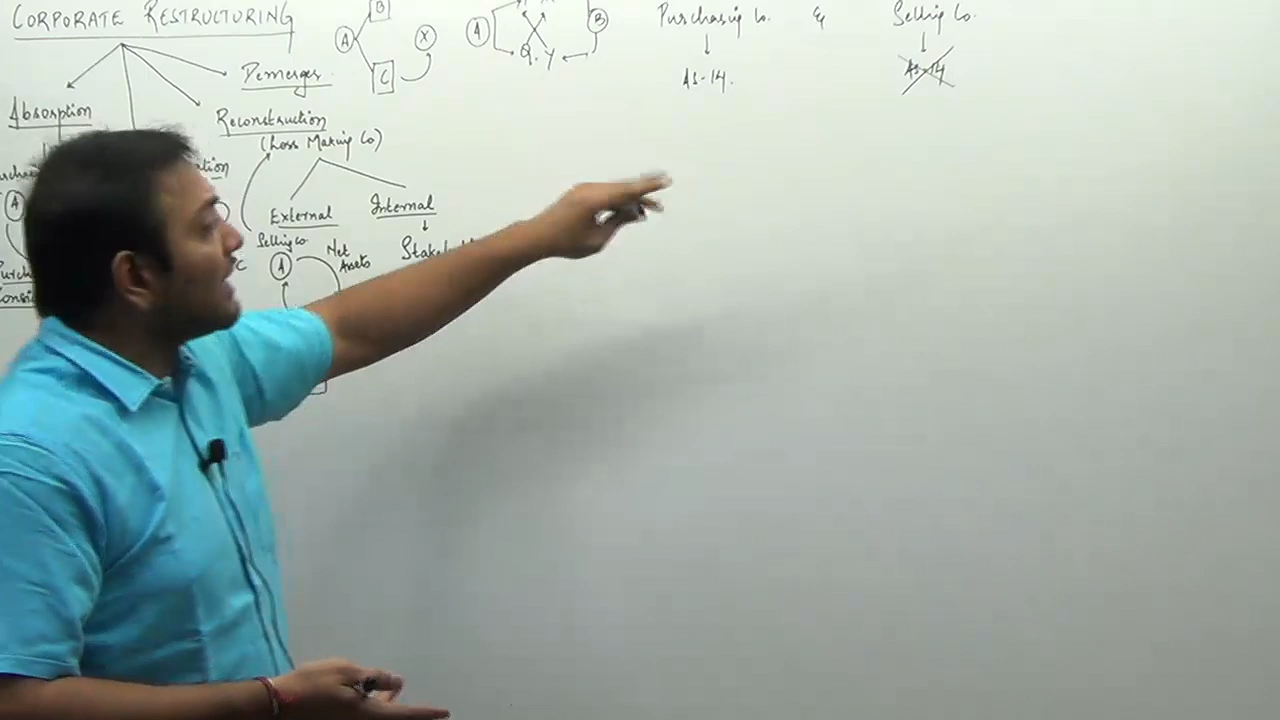 CORPORATE RESTRUCTURING
Demerger
Absorption
Reconstruction
(Loss Making Co)
External
Internal
Selling Co.
Net
Assets
A
A
A
B
C
X
A
B
Q.Y
Purchasing Co. & Selling Co.
AS-14.
AS-14